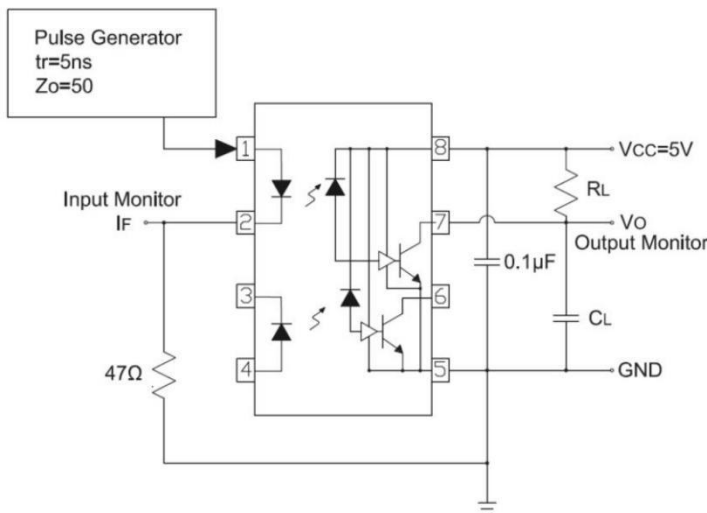 Pulse Generator
tr=5ns
Zo=50
1
8
VCC=5V
RL
Input Monitor
IF
2
7
VO
Output Monitor
0.1µF
3
6
CL
47Ω
4
5
GND